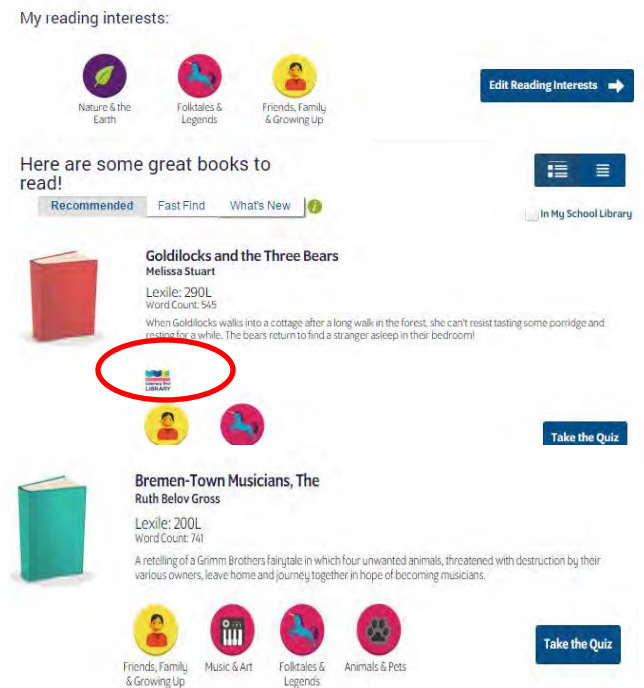 My reading interests:
Nature & the
Earth
Folktales &
Legends
Friends, Family
& Growing Up
Edit Reading Interests
Here are some great books to
read!
Recommended
Fast Find
What's New
i
In My School Library
Goldilocks and the Three Bears
Melissa Stuart
Lexile: 290L
Word Count: 545
When Goldilocks walks into a cottage after a long walk in the forest, she can't resist tasting some porridge and
resting for a while. The bears return to find a stranger asleep in their bedroom!
Literacy Pro
LIBRARY
Take the Quiz
Bremen-Town Musicians, The
Ruth Belov Gross
Lexile: 200L
Word Count: 741
A retelling of a Grimm Brothers fairytale in which four unwanted animals, threatened with destruction by their
various owners, leave home and journey together in hope of becoming musicians.
Friends, Family
& Growing Up
Music & Art
Folktales &
Legends
Animals & Pets
Take the Quiz